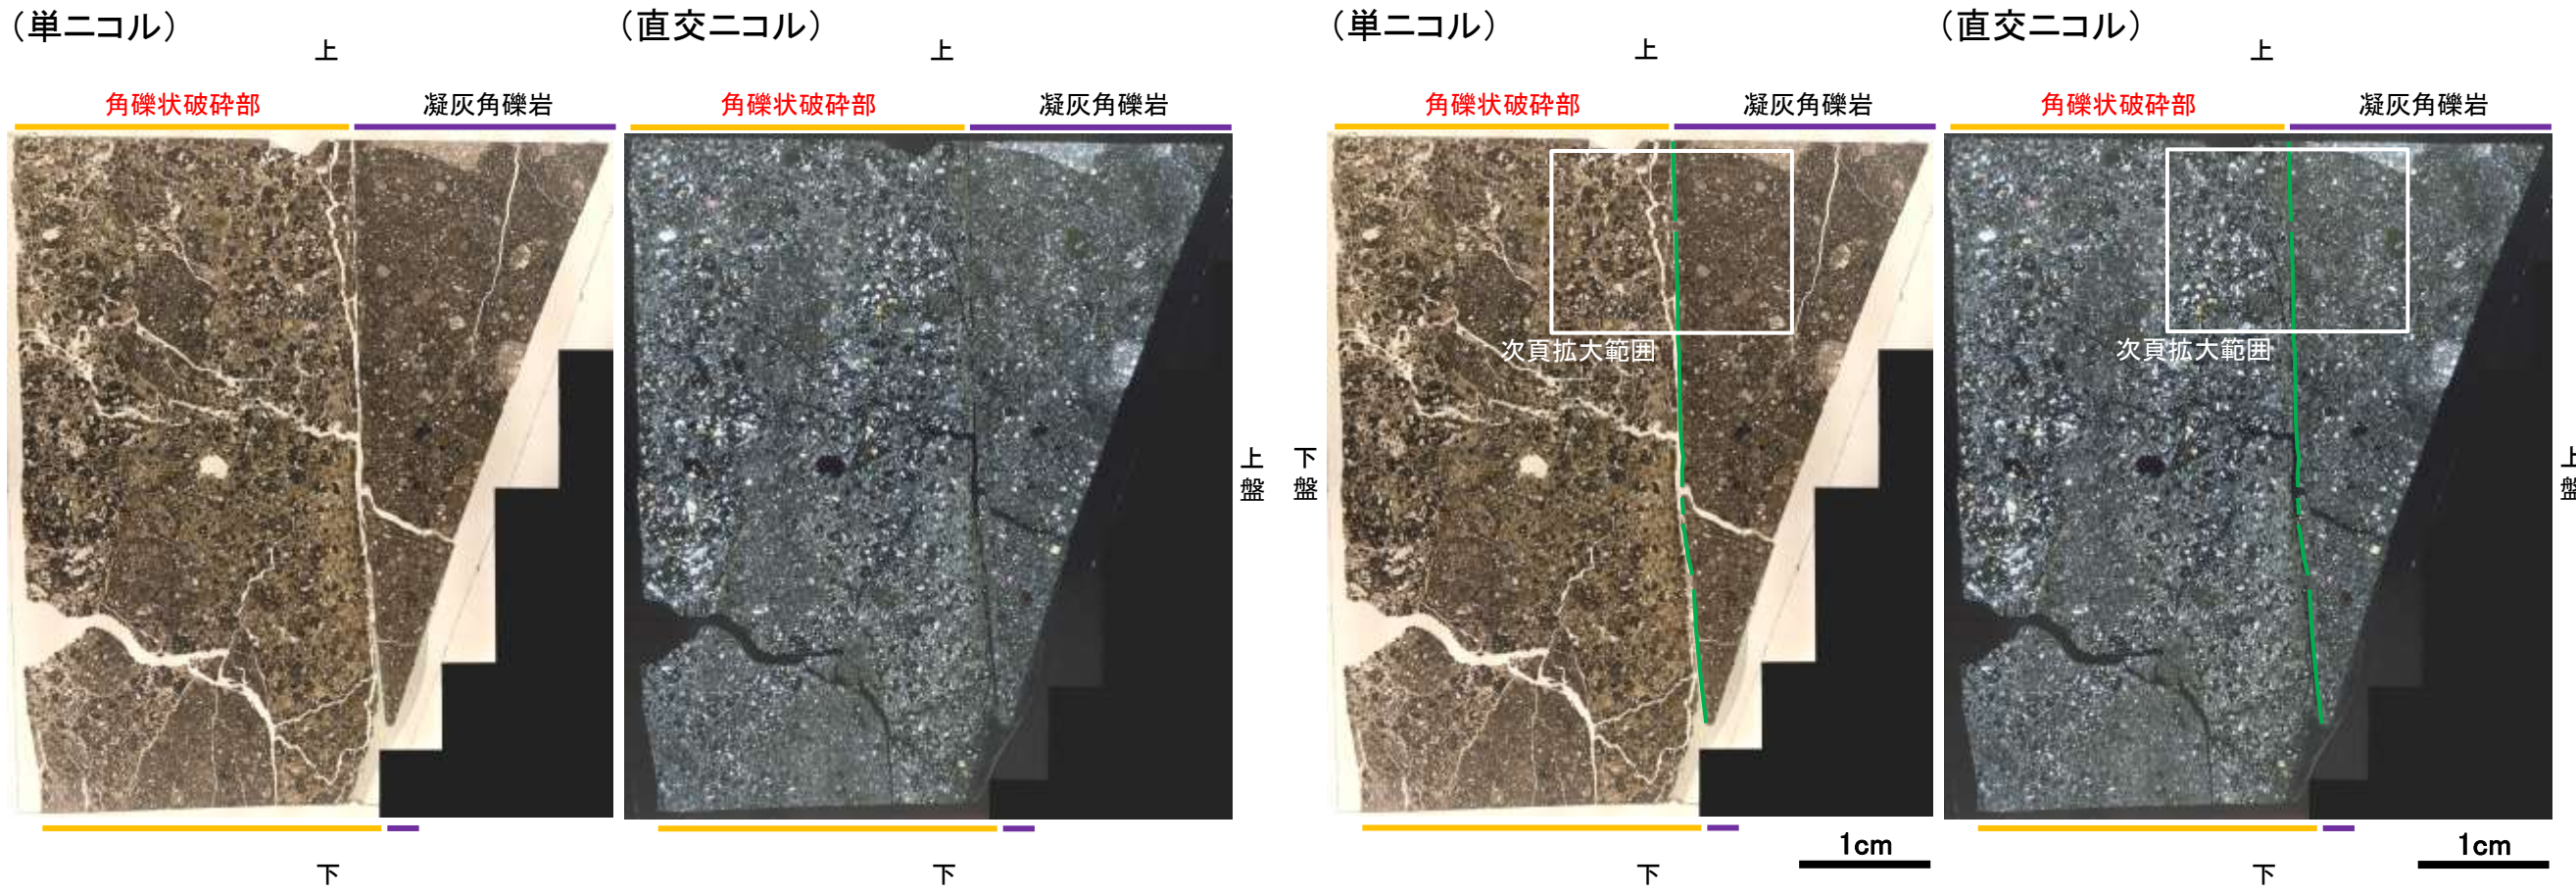 （単ニコル）
上
角礫状破砕部
凝灰角礫岩
下
（直交ニコル）
上
角礫状破砕部
凝灰角礫岩
上盤
下
下盤
（単ニコル）
上
角礫状破砕部
凝灰角礫岩
次頁拡大範囲
1cm
下
（直交ニコル）
上
角礫状破砕部
凝灰角礫岩
次頁拡大範囲
上盤
1cm
下